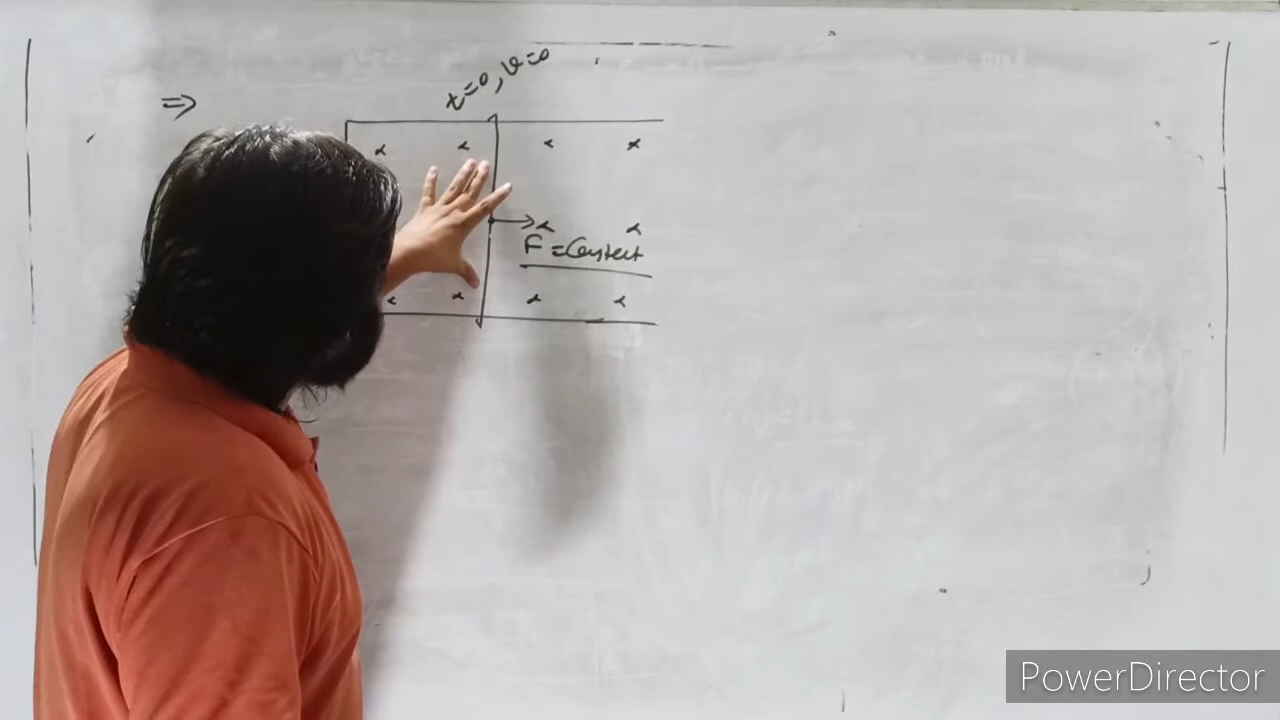 t=0, v=0
⇒
F = Constant
PowerDirector